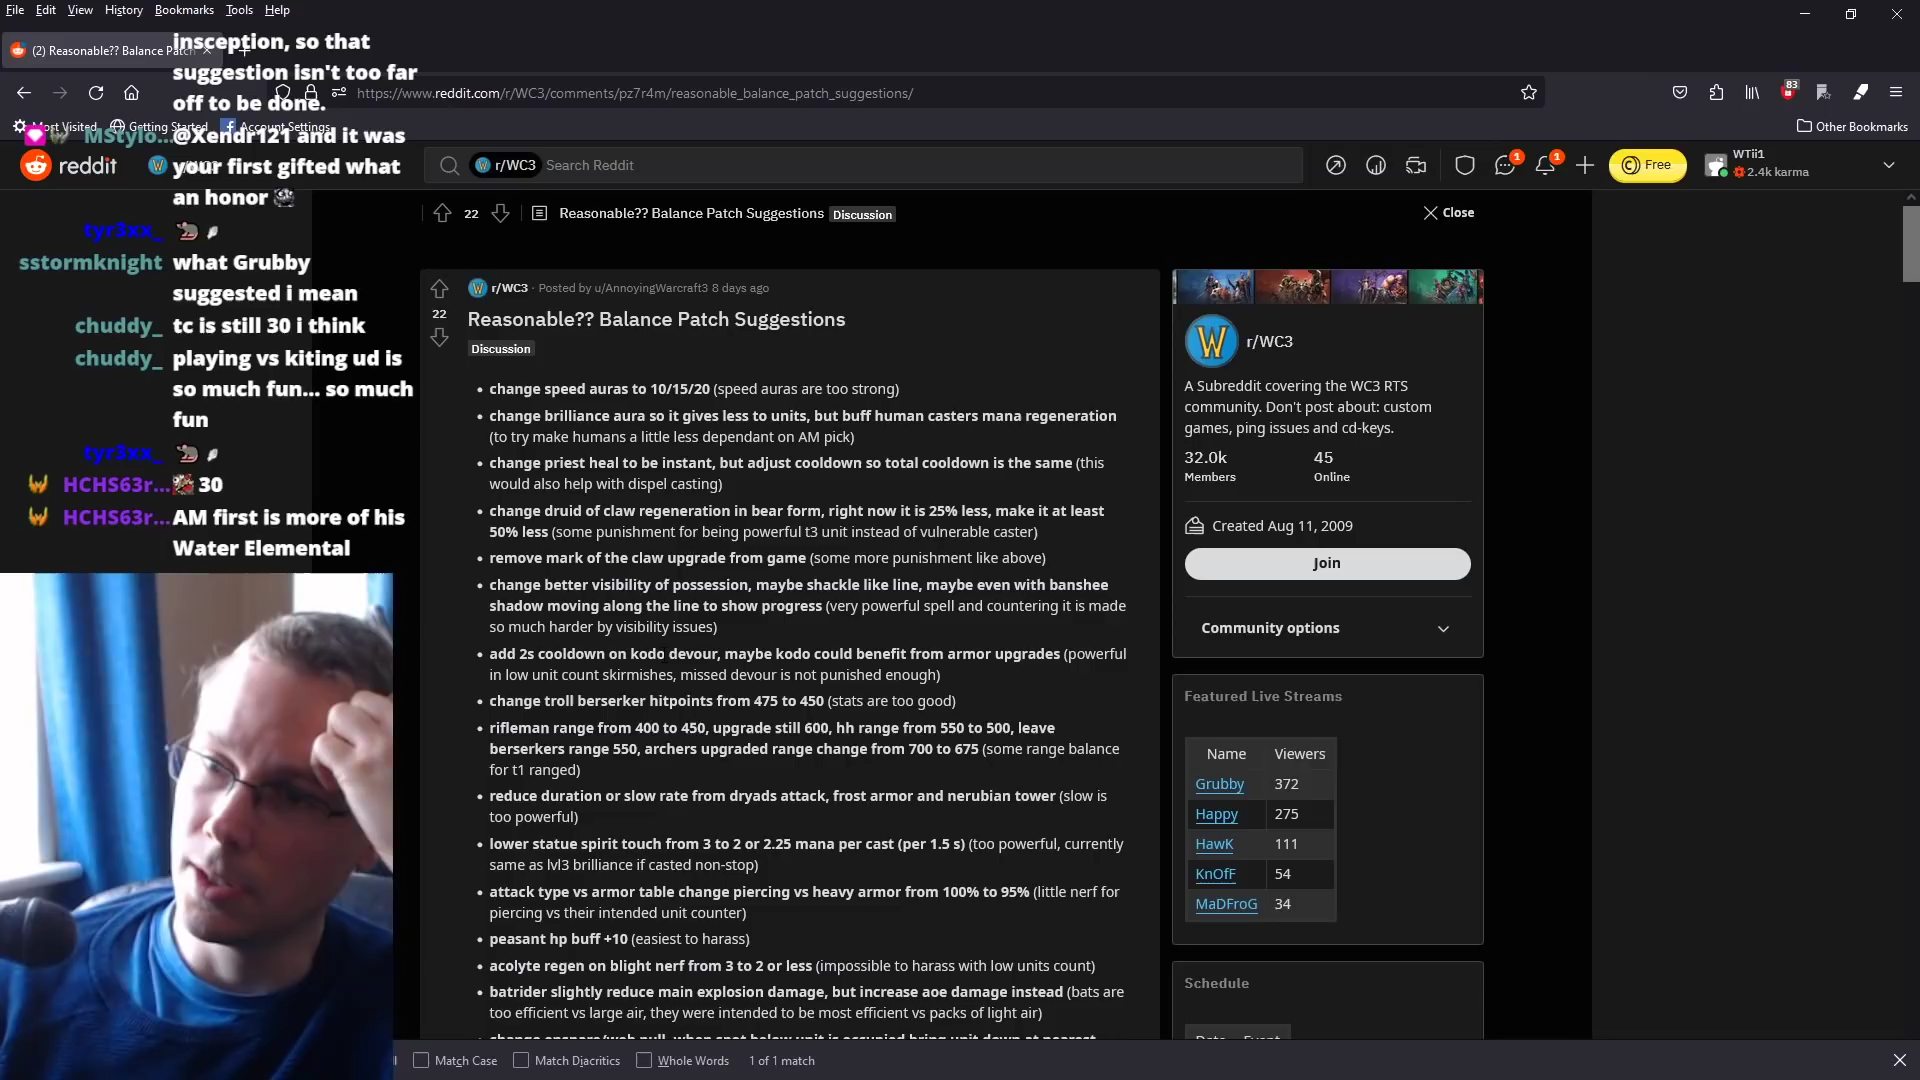 File Edit View History Bookmarks Tools Help
(2) Reasonable?? Balance Patch
https://www.reddit.com/r/WC3/comments/pz7r4m/reasonable_balance_patch_suggestions/
83
Most Visited Getting Started Account Settings
Other Bookmarks
reddit
r/WC3 Search Reddit
1
1
Free
WTii1
2.4k karma
inspection, so that
suggestion isn't too far
off to be done.
MStylo... @Xendr121 and it was
your first gifted what
an honor
tyr3xx_
sstormknight what Grubby
suggested i mean
chuddy_ tc is still 30 i think
chuddy_ playing vs kiting ud is
so much fun... so much
fun
tyr3xx_
HCHS63r... 30
HCHS63r... AM first is more of his
Water Elemental
22 Reasonable?? Balance Patch Suggestions Discussion
Close
r/WC3 · Posted by u/AnnoyingWarcraft3 8 days ago
22
Reasonable?? Balance Patch Suggestions
Discussion
• change speed auras to 10/15/20 (speed auras are too strong)
• change brilliance aura so it gives less to units, but buff human casters mana regeneration
(to try make humans a little less dependant on AM pick)
• change priest heal to be instant, but adjust cooldown so total cooldown is the same (this
would also help with dispel casting)
• change druid of claw regeneration in bear form, right now it is 25% less, make it at least
50% less (some punishment for being powerful t3 unit instead of vulnerable caster)
• remove mark of the claw upgrade from game (some more punishment like above)
• change better visibility of possession, maybe shackle like line, maybe even with banshee
shadow moving along the line to show progress (very powerful spell and countering it is made
so much harder by visibility issues)
• add 2s cooldown on kodo devour, maybe kodo could benefit from armor upgrades (powerful
in low unit count skirmishes, missed devour is not punished enough)
• change troll berserker hitpoints from 475 to 450 (stats are too good)
• rifleman range from 400 to 450, upgrade still 600, hh range from 550 to 500, leave
berserkers range 550, archers upgraded range change from 700 to 675 (some range balance
for t1 ranged)
• reduce duration or slow rate from dryads attack, frost armor and nerubian tower (slow is
too powerful)
• lower statue spirit touch from 3 to 2 or 2.25 mana per cast (per 1.5 s) (too powerful, currently
same as lvl3 brilliance if casted non-stop)
• attack type vs armor table change piercing vs heavy armor from 100% to 95% (little nerf for
piercing vs their intended unit counter)
• peasant hp buff +10 (easiest to harass)
• acolyte regen on blight nerf from 3 to 2 or less (impossible to harass with low units count)
• batrider slightly reduce main explosion damage, but increase aoe damage instead (bats are
too efficient vs large air, they were intended to be most efficient vs packs of light air)
r/WC3
A Subreddit covering the WC3 RTS
community. Don't post about: custom
games, ping issues and cd-keys.
32.0k 45
Members Online
Created Aug 11, 2009
Join
Community options
Featured Live Streams
Name Viewers
Grubby 372
Happy 275
HawK 111
KnOfF 54
MaDFroG 34
Schedule
Match Case Match Diacritics Whole Words 1 of 1 match